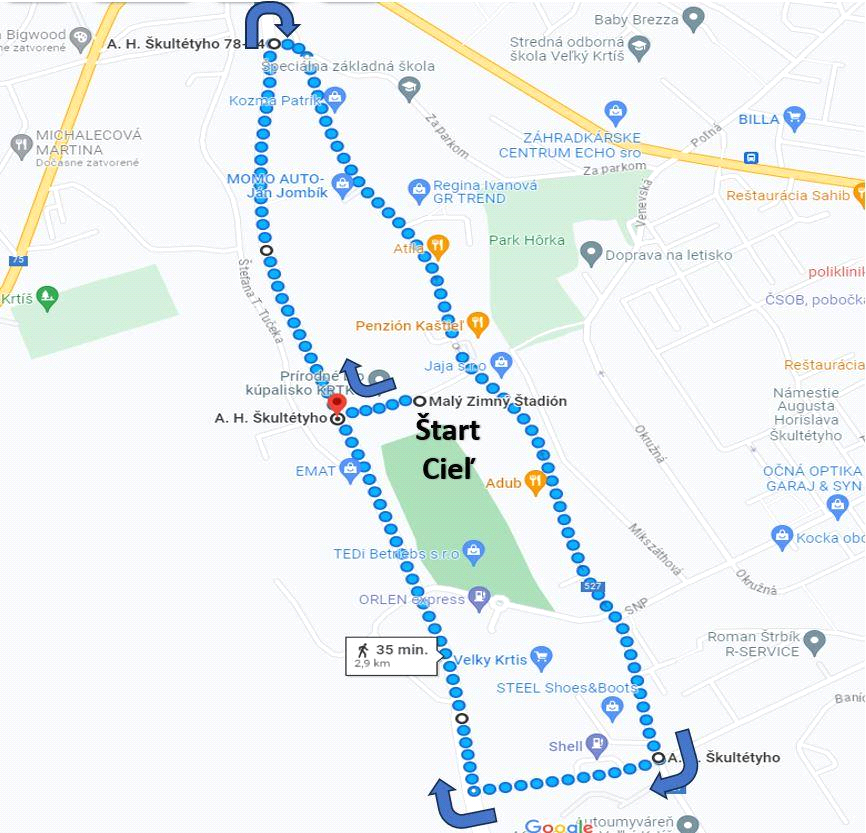 Bigwood
zatvorené
A. H. Škultétyho 78-
Baby Brezza
Stredná odborná
škola Veľký Krtíš
Špeciálna základná škola
Kozma Patrik
Za parkom
ZÁHRADKÁRSKE
CENTRUM ECHO sro
Poľná
BILLA
MICHALECOVÁ
MARTINA
Dočasne zatvorené
Za parkom
MOMO AUTO-
Ján Jombík
Regina Ivanová
GR TREND
Venevská
Reštaurácia Sahib
Park Hôrka
Atila
Doprava na letisko
75
poliklinik
Krtíš
Štefana T. Tučeka
ČSOB, pobočka
Penzión Kaštieľ
Jaja s.r.o
Reštaurácia
Prírodné
kúpalisko KRTK
Malý Zimný Štadión
A. H. Škultétyho
Štart
Cieľ
Námestie
Augusta
Horislava
Škultétyho
Okružná
EMAT
Adub
OČNÁ OPTIKA
GARAJ & SYN
Kocka obc
Mikszáthová
TEDi Betriebs s.r.o
Okružná
527
ORLEN express
SNP
Roman Štrbík
R-SERVICE
35 min.
2,9 km
Velky Krtis
STEEL Shoes&Boots
Baníc
Shell
A. H. Škultétyho
Google
Autoumyváreň